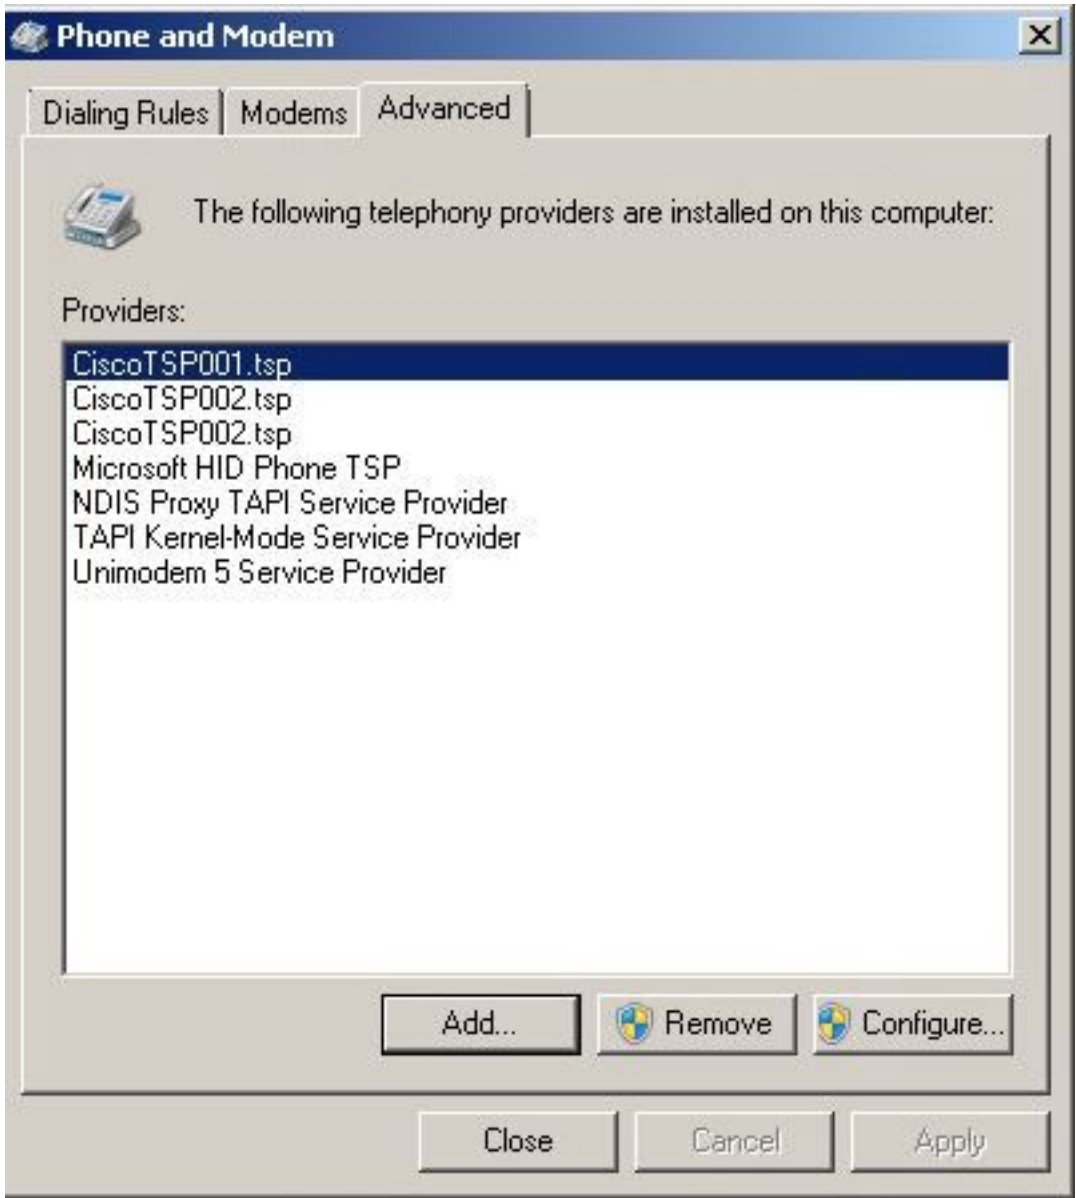 Phone and Modem
Dialing Rules Modems Advanced
The following telephony providers are installed on this computer:
Providers:
CiscoTSP001.tsp
CiscoTSP002.tsp
CiscoTSP002.tsp
Microsoft HID Phone TSP
NDIS Proxy TAPI Service Provider
TAPI Kernel-Mode Service Provider
Unimodem 5 Service Provider
Add... Remove Configure...
Close Cancel Apply